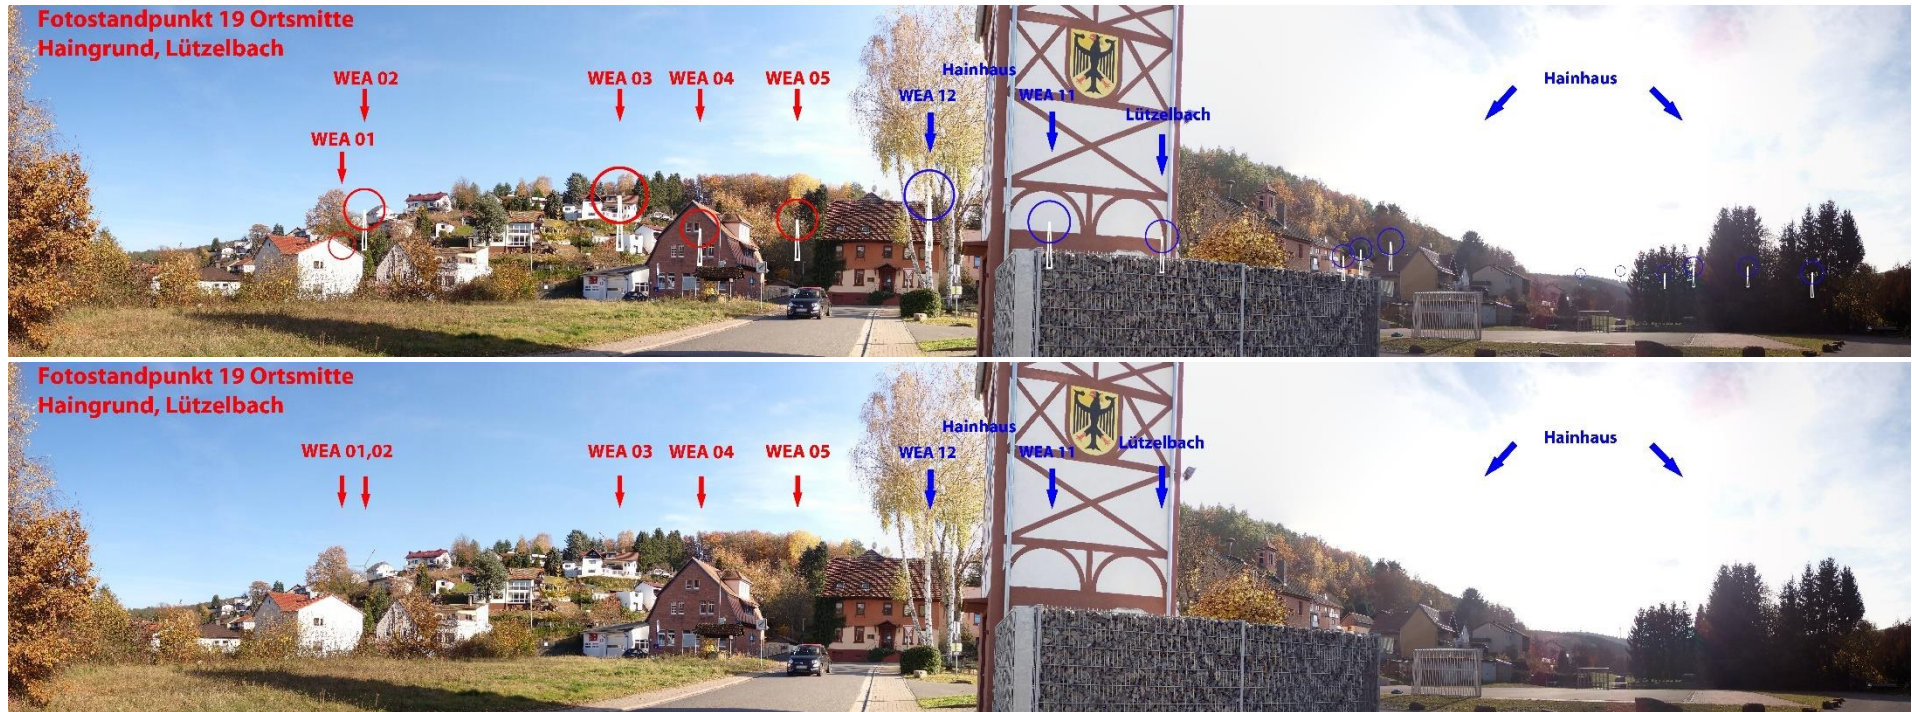 Fotostandpunkt 19 Ortsmitte
Haingrund, Lützelbach
WEA 02
WEA 03
WEA 04
WEA 05
Hainhaus
WEA 12
WEA 11
Lützelbach
Hainhaus
WEA 01
Fotostandpunkt 19 Ortsmitte
Haingrund, Lützelbach
WEA 01,02
WEA 03
WEA 04
WEA 05
Hainhaus
WEA 12
WEA 11
Lützelbach
Hainhaus